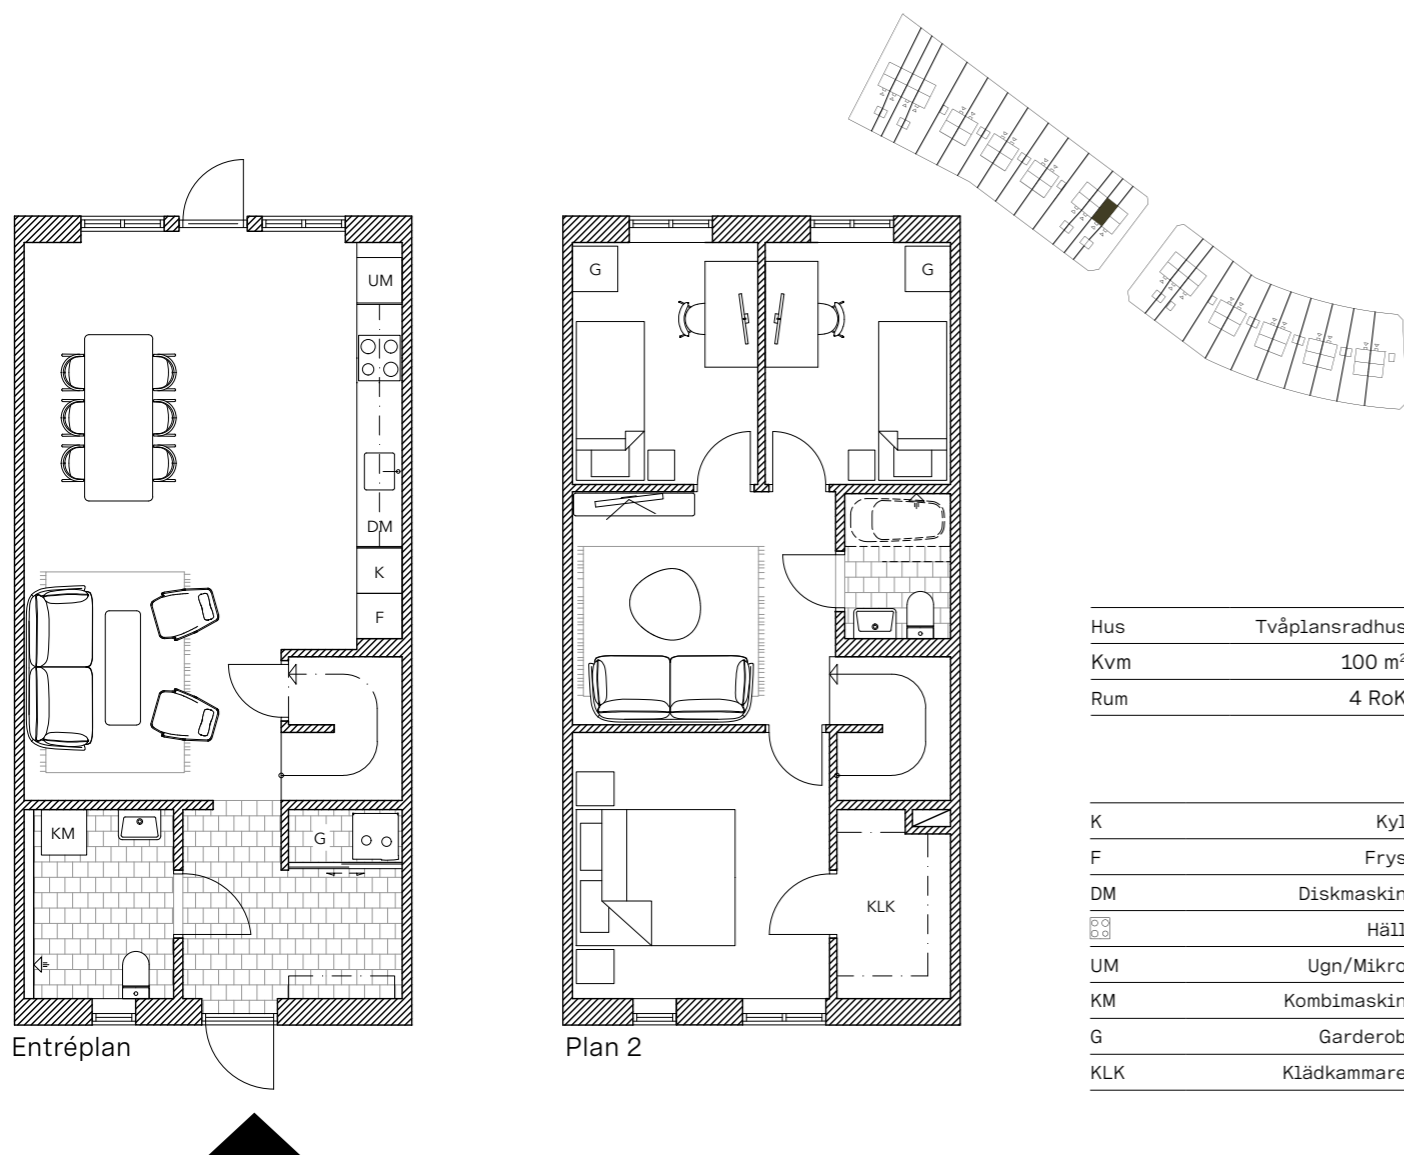 UM
DM
K
F
KM
G
Entréplan
G
G
KLK
Plan 2
Hus Tvåplansradhus
Kvm 100 m²
Rum 4 RoK
K Kyl
F Frys
DM Diskmaskin
Häll
UM Ugn/Mikro
KM Kombimaskin
G Garderob
KLK Klädkammare